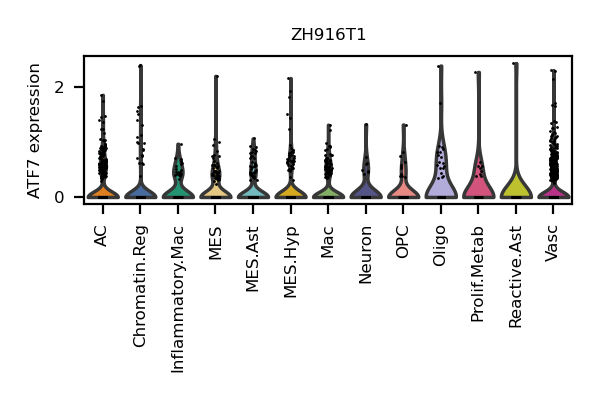 ZH916T1
ATF7 expression
2
0
AC
Chromatin.Reg
Inflammatory.Mac
MES
MES.Ast
MES.Hyp
Mac
Neuron
OPC
Oligo
Prolif.Metab
Reactive.Ast
Vasc